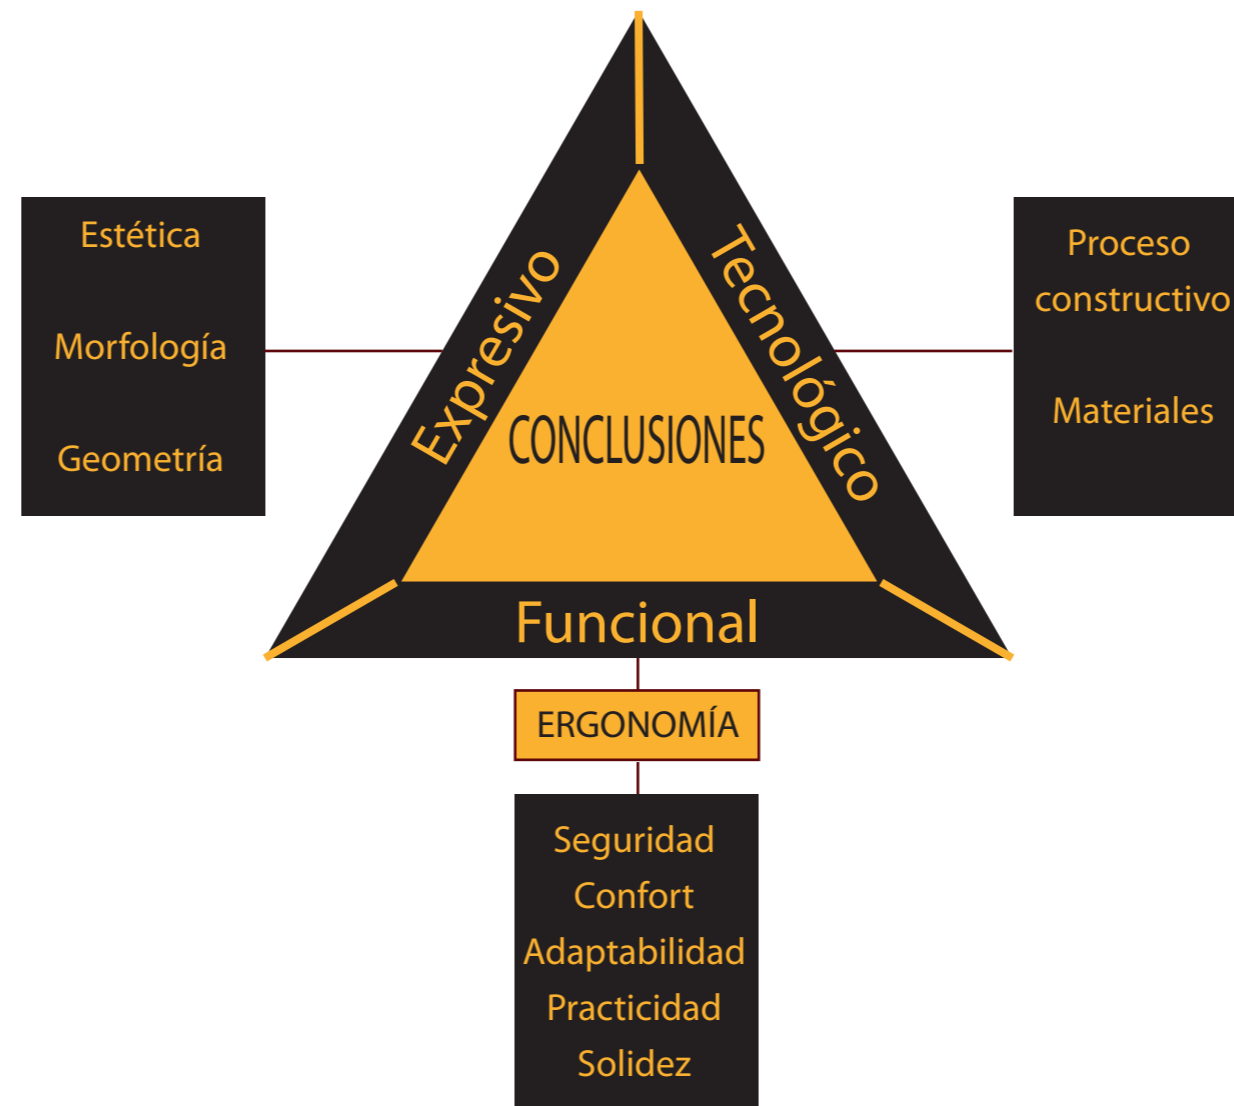 Estética
Morfología
Geometría
Expresivo
CONCLUSIONES
Tecnológico
Proceso
constructivo
Materiales
Funcional
ERGONOMÍA
Seguridad
Confort
Adaptabilidad
Practicidad
Solidez